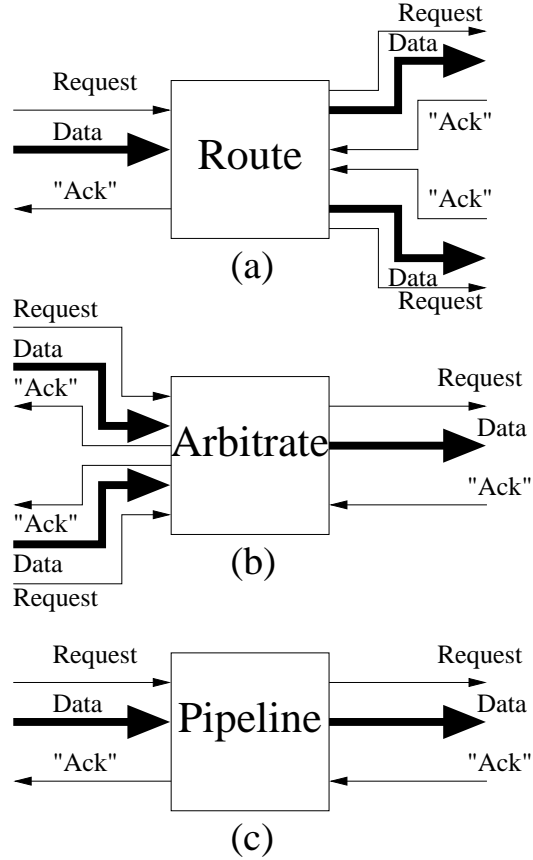 Request
Data
Request
Data
"Ack"
Route
"Ack"
"Ack"
Data
Request
(a)
Request
Data
"Ack"
Request
Arbitrate
Data
"Ack"
"Ack"
Data
Request
(b)
Request
Request
Data
Data
Pipeline
"Ack"
"Ack"
(c)